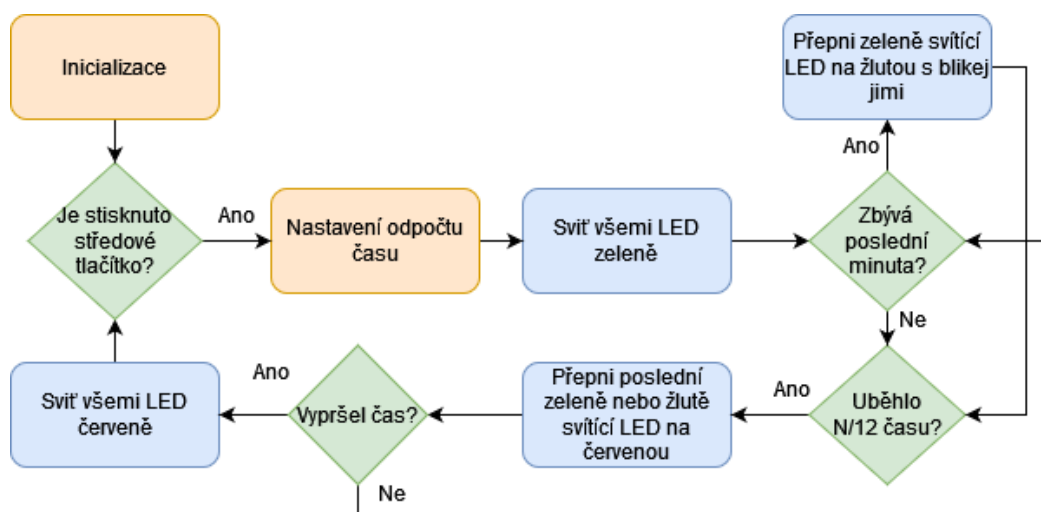 Inicializace
Přepni zeleně svítící
LED na žlutou s blikej
jimi
Ano
Je stisknuto
středové
tlačítko?
Ano
Nastavení odpočtu
času
Sviť všemi LED
zeleně
Zbývá
poslední
minuta?
Ne
Uběhlo
N/12 času?
Ano
Přepni poslední
zeleně nebo žlutě
svítící LED na
červenou
Vypršel čas?
Ano
Sviť všemi LED
červeně
Ne